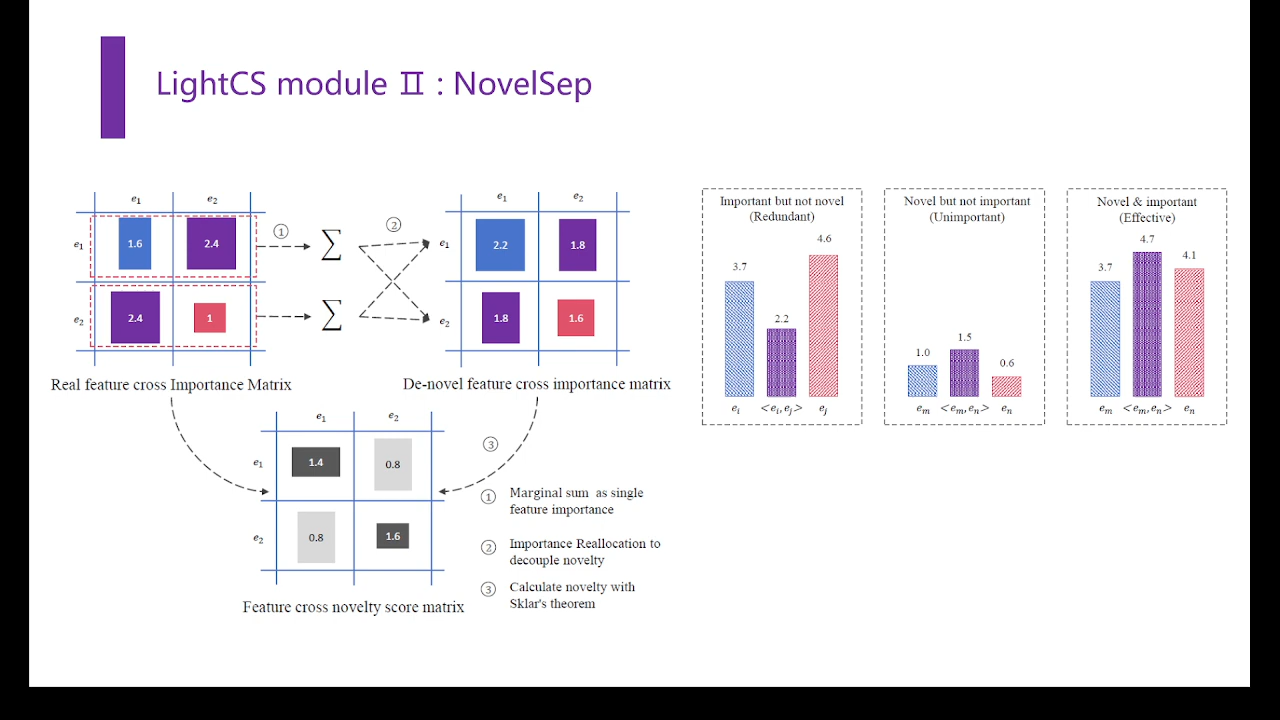 LightCS module Ⅱ : NovelSep
e1 e2
e1 1.6 2.4
e2 2.4 1
Real feature cross Importance Matrix
①
∑
∑
②
e1 e2
e1 2.2 1.8
e2 1.8 1.6
De-novel feature cross importance matrix
e1 e2
e1 1.4 0.8
e2 0.8 1.6
Feature cross novelty score matrix
③
① Marginal sum as single
feature importance
② Importance Reallocation to
decouple novelty
③ Calculate novelty with
Sklar's theorem
Important but not novel
(Redundant)
3.7 2.2 4.6
ei <ei,ej> ej
Novel but not important
(Unimportant)
1.0 1.5 0.6
em <em,en> en
Novel & important
(Effective)
3.7 4.7 4.1
em <em,en> en